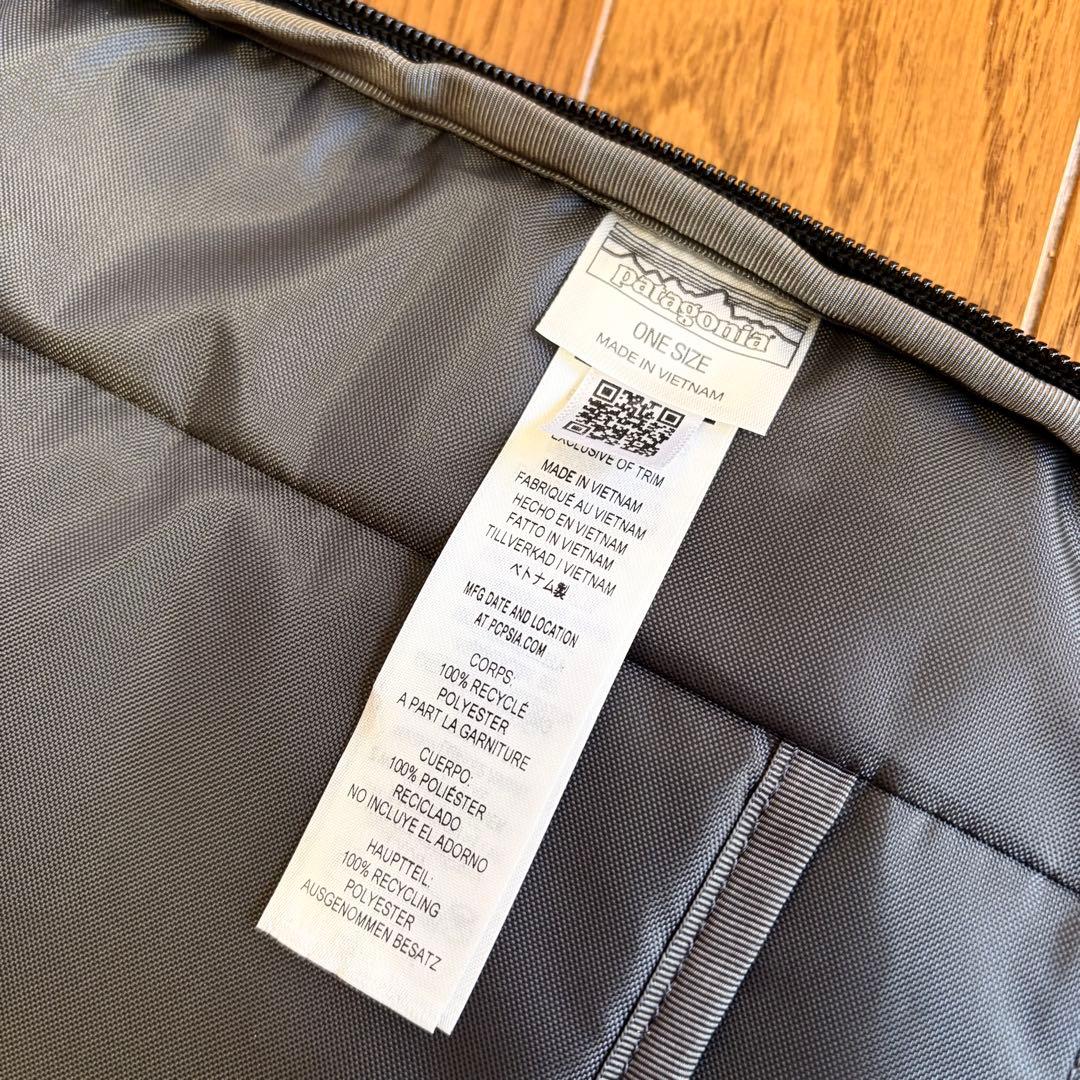 patagonia
ONE SIZE
MADE IN VIETNAM
EXCLUSIVE OF TRIM
MADE IN VIETNAM
FABRIQUÉ AU VIETNAM
HECHO EN VIETNAM
FATTO IN VIETNAM
TILLVERKAD I VIETNAM
ベトナム製
MFG DATE AND LOCATION
AT PCPSIA.COM
CORPS:
100% RECYCLÉ
POLYESTER
A PART LA GARNITURE
CUERPO:
100% POLIÉSTER
RECICLADO
NO INCLUYE EL ADORNO
HAUPTTEIL:
100% RECYCLING
POLYESTER
AUSGENOMMEN BESATZ